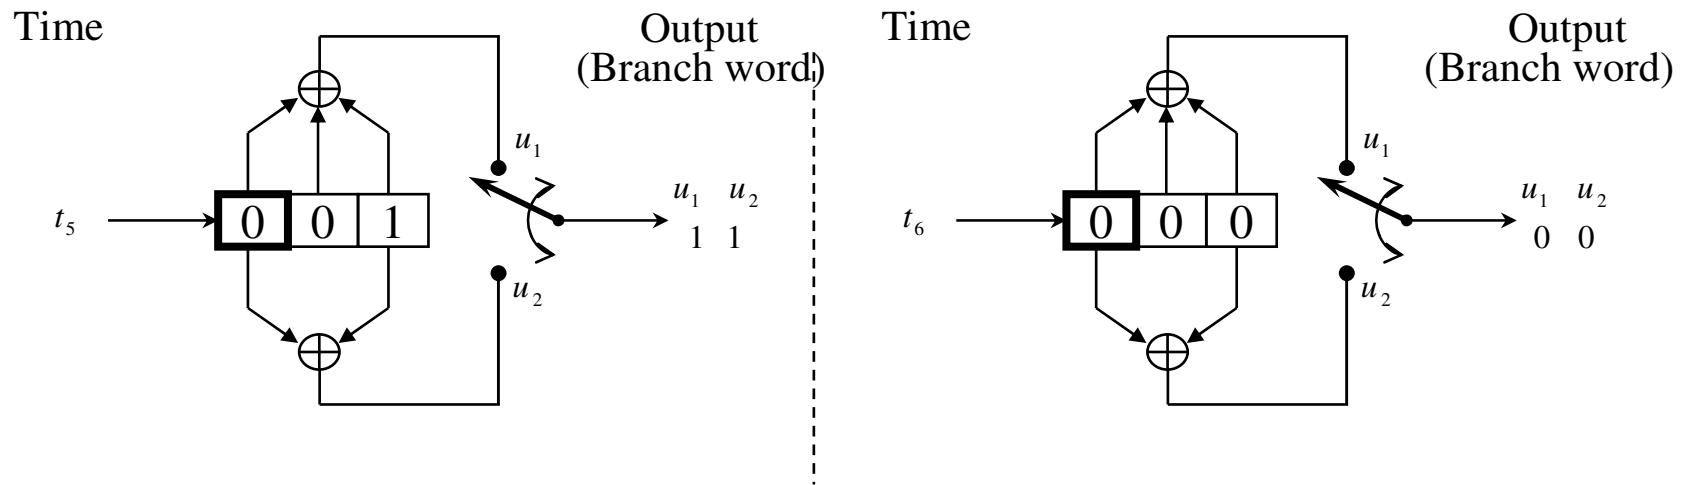 Time
Output
(Branch word)
u1
t5
0 0 1
u1 u2
1 1
u2
Time
Output
(Branch word)
u1
t6
0 0 0
u1 u2
0 0
u2